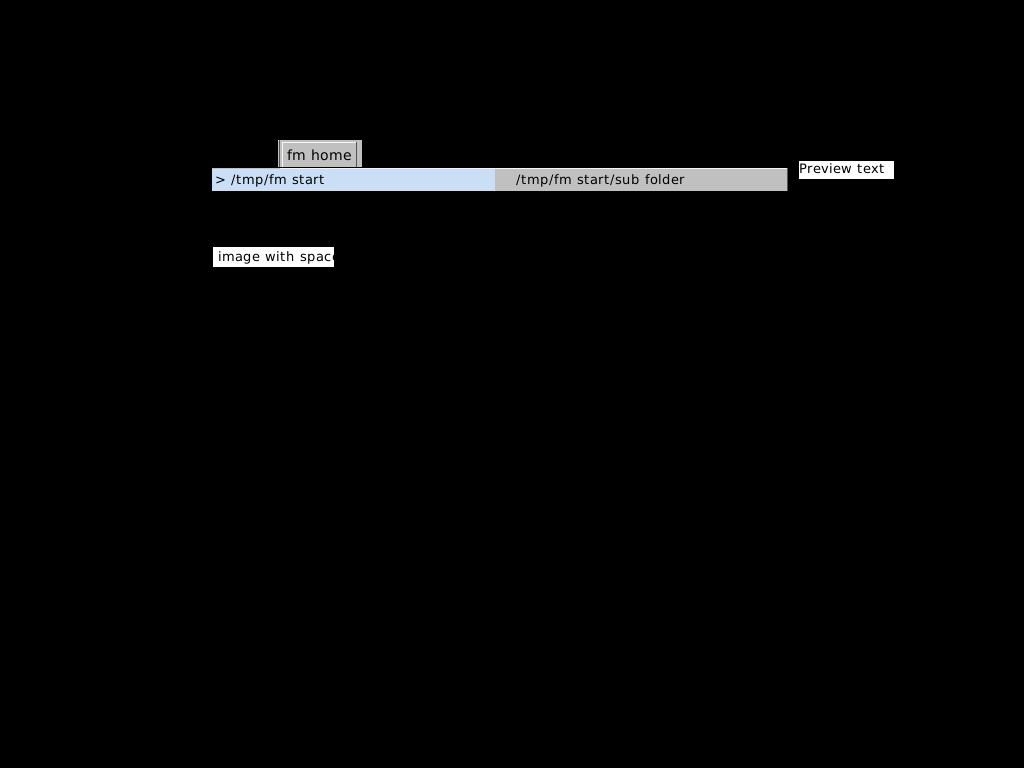 fm home
> /tmp/fm start /tmp/fm start/sub folder
Preview text
image with spac